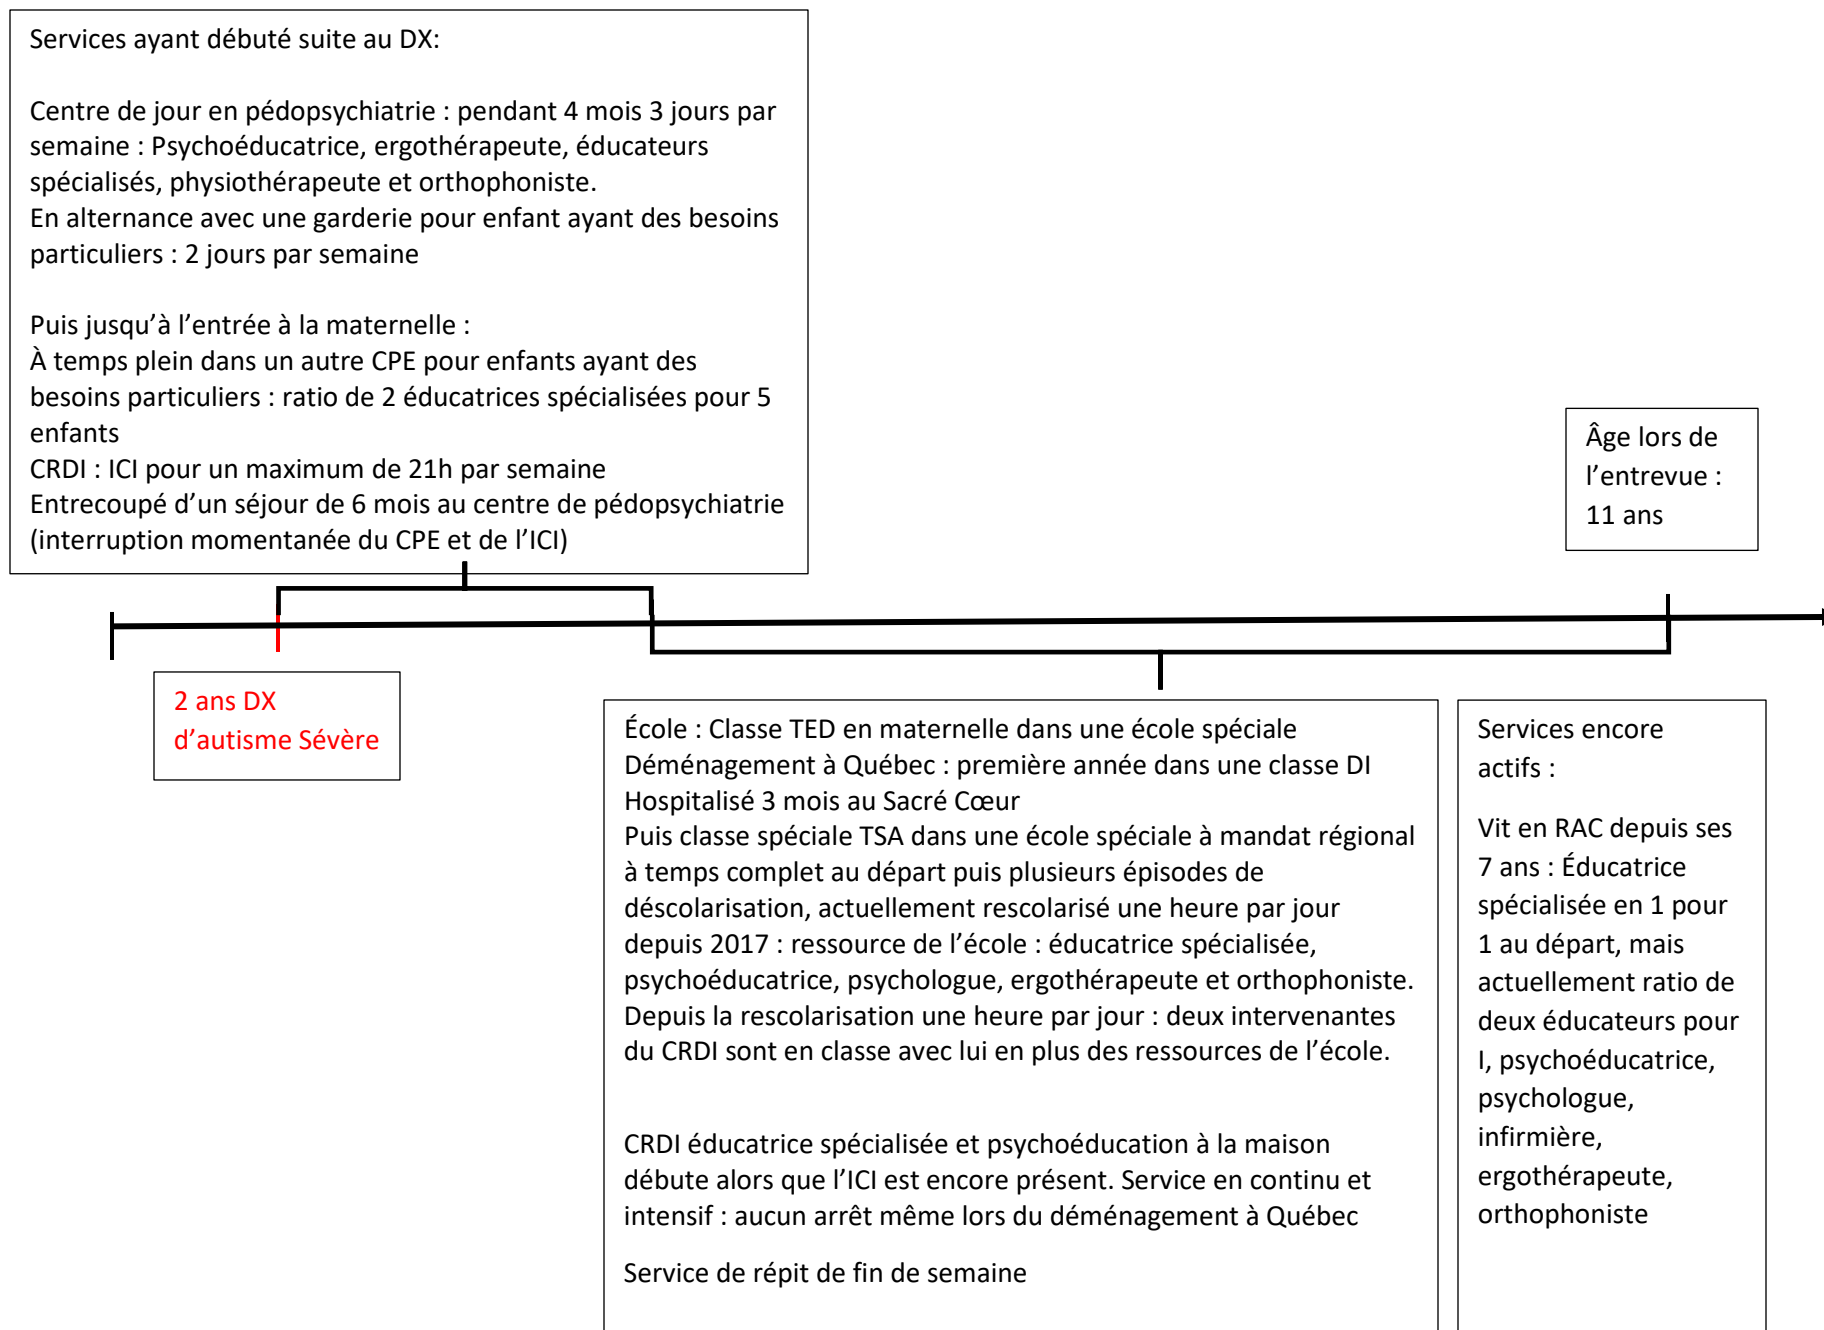 Services ayant débuté suite au DX:
Centre de jour en pédopsychiatrie : pendant 4 mois 3 jours par
semaine : Psychoéducatrice, ergothérapeute, éducateurs
spécialisés, physiothérapeute et orthophoniste.
En alternance avec une garderie pour enfant ayant des besoins
particuliers : 2 jours par semaine
Puis jusqu’à l’entrée à la maternelle :
À temps plein dans un autre CPE pour enfants ayant des
besoins particuliers : ratio de 2 éducatrices spécialisées pour 5
enfants
CRDI : ICI pour un maximum de 21h par semaine
Entrecoupé d’un séjour de 6 mois au centre de pédopsychiatrie
(interruption momentanée du CPE et de l’ICI)
Âge lors de
l’entrevue :
11 ans
2 ans DX
d’autisme Sévère
École : Classe TED en maternelle dans une école spéciale
Déménagement à Québec : première année dans une classe DI
Hospitalisé 3 mois au Sacré Cœur
Puis classe spéciale TSA dans une école spéciale à mandat régional
à temps complet au départ puis plusieurs épisodes de
déscolarisation, actuellement rescolarisé une heure par jour
depuis 2017 : ressource de l’école : éducatrice spécialisée,
psychoéducatrice, psychologue, ergothérapeute et orthophoniste.
Depuis la rescolarisation une heure par jour : deux intervenantes
du CRDI sont en classe avec lui en plus des ressources de l’école.
CRDI éducatrice spécialisée et psychoéducation à la maison
débute alors que l’ICI est encore présent. Service en continu et
intensif : aucun arrêt même lors du déménagement à Québec
Service de répit de fin de semaine
Services encore
actifs :
Vit en RAC depuis ses
7 ans : Éducatrice
spécialisée en 1 pour
1 au départ, mais
actuellement ratio de
deux éducateurs pour
I, psychoéducatrice,
psychologue,
infirmière,
ergothérapeute,
orthophoniste